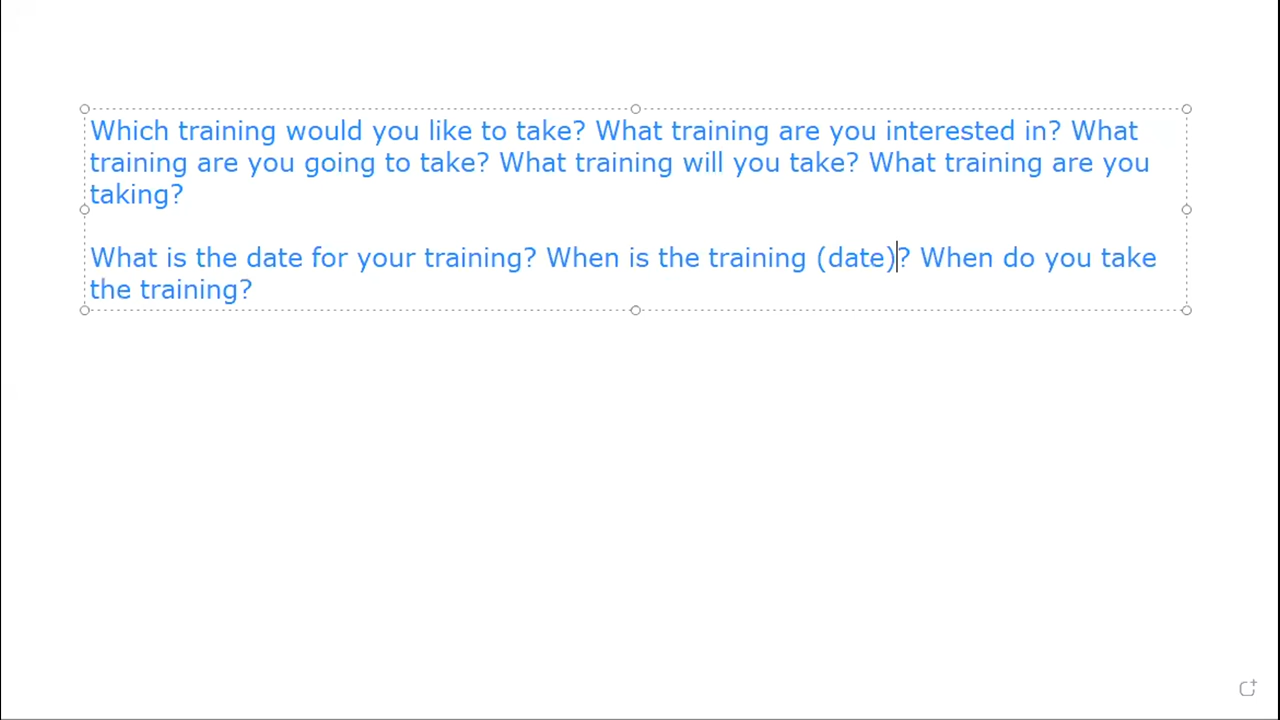 Which training would you like to take? What training are you interested in? What
training are you going to take? What training will you take? What training are you
taking?
What is the date for your training? When is the training (date)? When do you take
the training?